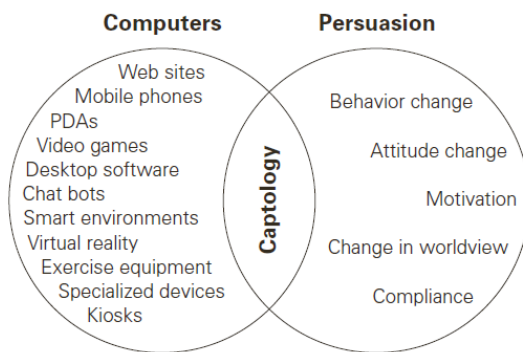 Computers
Persuasion
Web sites
Mobile phones
PDAs
Video games
Desktop software
Chat bots
Smart environments
Virtual reality
Exercise equipment
Specialized devices
Kiosks
Captology
Behavior change
Attitude change
Motivation
Change in worldview
Compliance